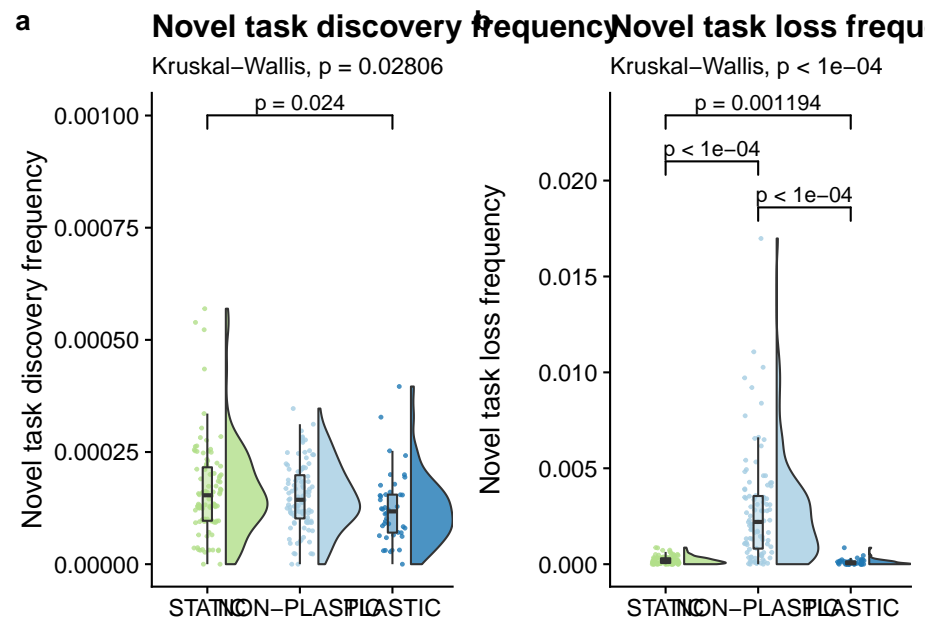 a
Novel task discovery frequency
Kruskal−Wallis, p = 0.02806
p = 0.024
0.00100
0.00075
0.00050
0.00025
0.00000
Novel task discovery frequency
STATIC
NON−PLASTIC
PLASTIC
b
Novel task loss frequ
Kruskal−Wallis, p < 1e−04
p = 0.001194
p < 1e−04
p < 1e−04
0.020
0.015
0.010
0.005
0.000
Novel task loss frequency
STATIC
NON−PLASTIC
PLASTIC